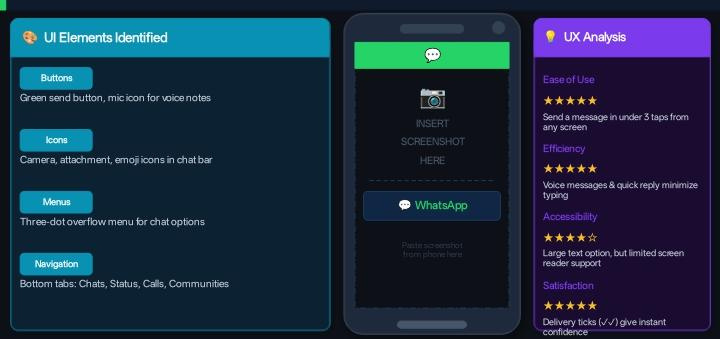 UI Elements Identified
Buttons
Green send button, mic icon for voice notes
Icons
Camera, attachment, emoji icons in chat bar
Menus
Three-dot overflow menu for chat options
Navigation
Bottom tabs: Chats, Status, Calls, Communities
INSERT
SCREENSHOT
HERE
WhatsApp
Paste screenshot
from phone here
UX Analysis
Ease of Use
★★★★★
Send a message in under 3 taps from
any screen
Efficiency
★★★★★
Voice messages & quick reply minimize
typing
Accessibility
★★★★☆
Large text option, but limited screen
reader support
Satisfaction
★★★★★
Delivery ticks (✓✓) give instant
confidence